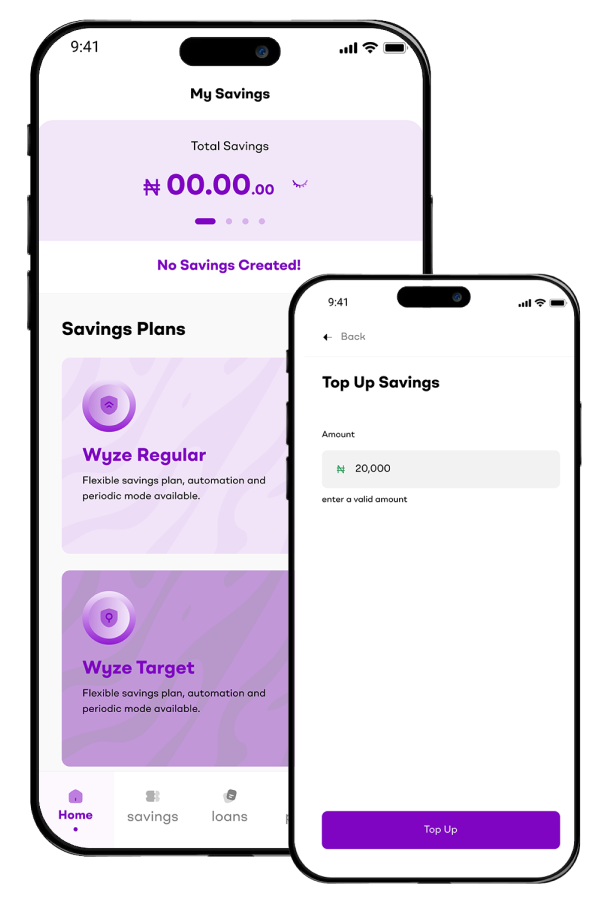 9:41
My Savings
Total Savings
₦ 00.00.00
No Savings Created!
Savings Plans
Wyze Regular
Flexible savings plan, automation and
periodic mode available.
Wyze Target
Flexible savings plan, automation and
periodic mode available.
Home
savings
loans
9:41
Back
Top Up Savings
Amount
₦ 20,000
enter a valid amount
Top Up